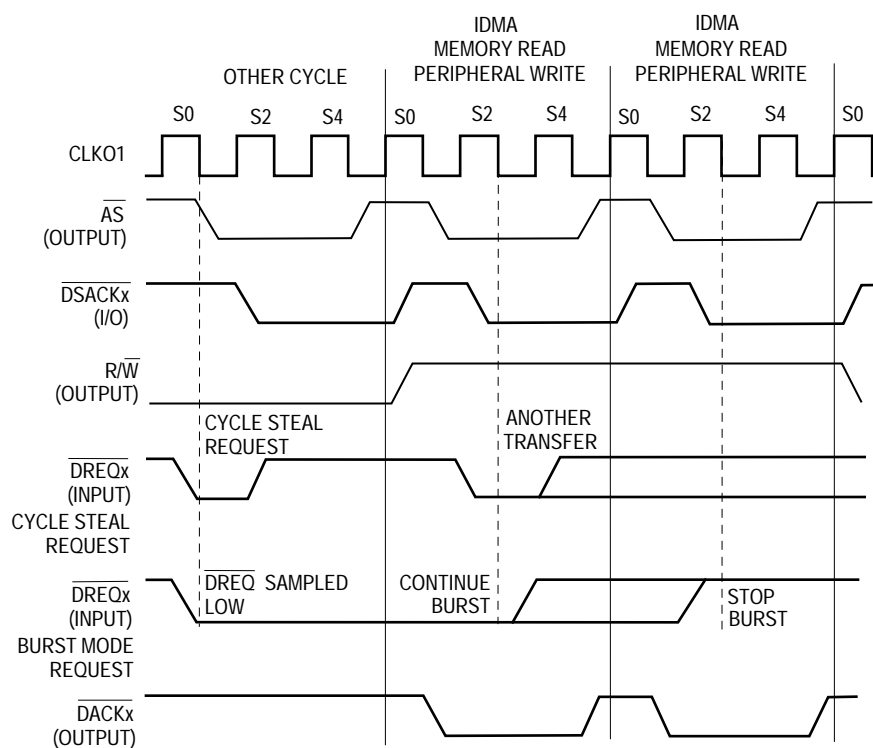 IDMA
MEMORY READ
PERIPHERAL WRITE
IDMA
MEMORY READ
PERIPHERAL WRITE
OTHER CYCLE
S0 S2 S4 S0 S2 S4 S0 S2 S4 S0
CLKO1
AS
(OUTPUT)
DSACKx
(I/O)
R/W
(OUTPUT)
CYCLE STEAL
REQUEST
ANOTHER
TRANSFER
DREQx
(INPUT)
CYCLE STEAL
REQUEST
DREQx
(INPUT)
DREQ SAMPLED
LOW
CONTINUE
BURST
STOP
BURST
BURST MODE
REQUEST
DACKx
(OUTPUT)